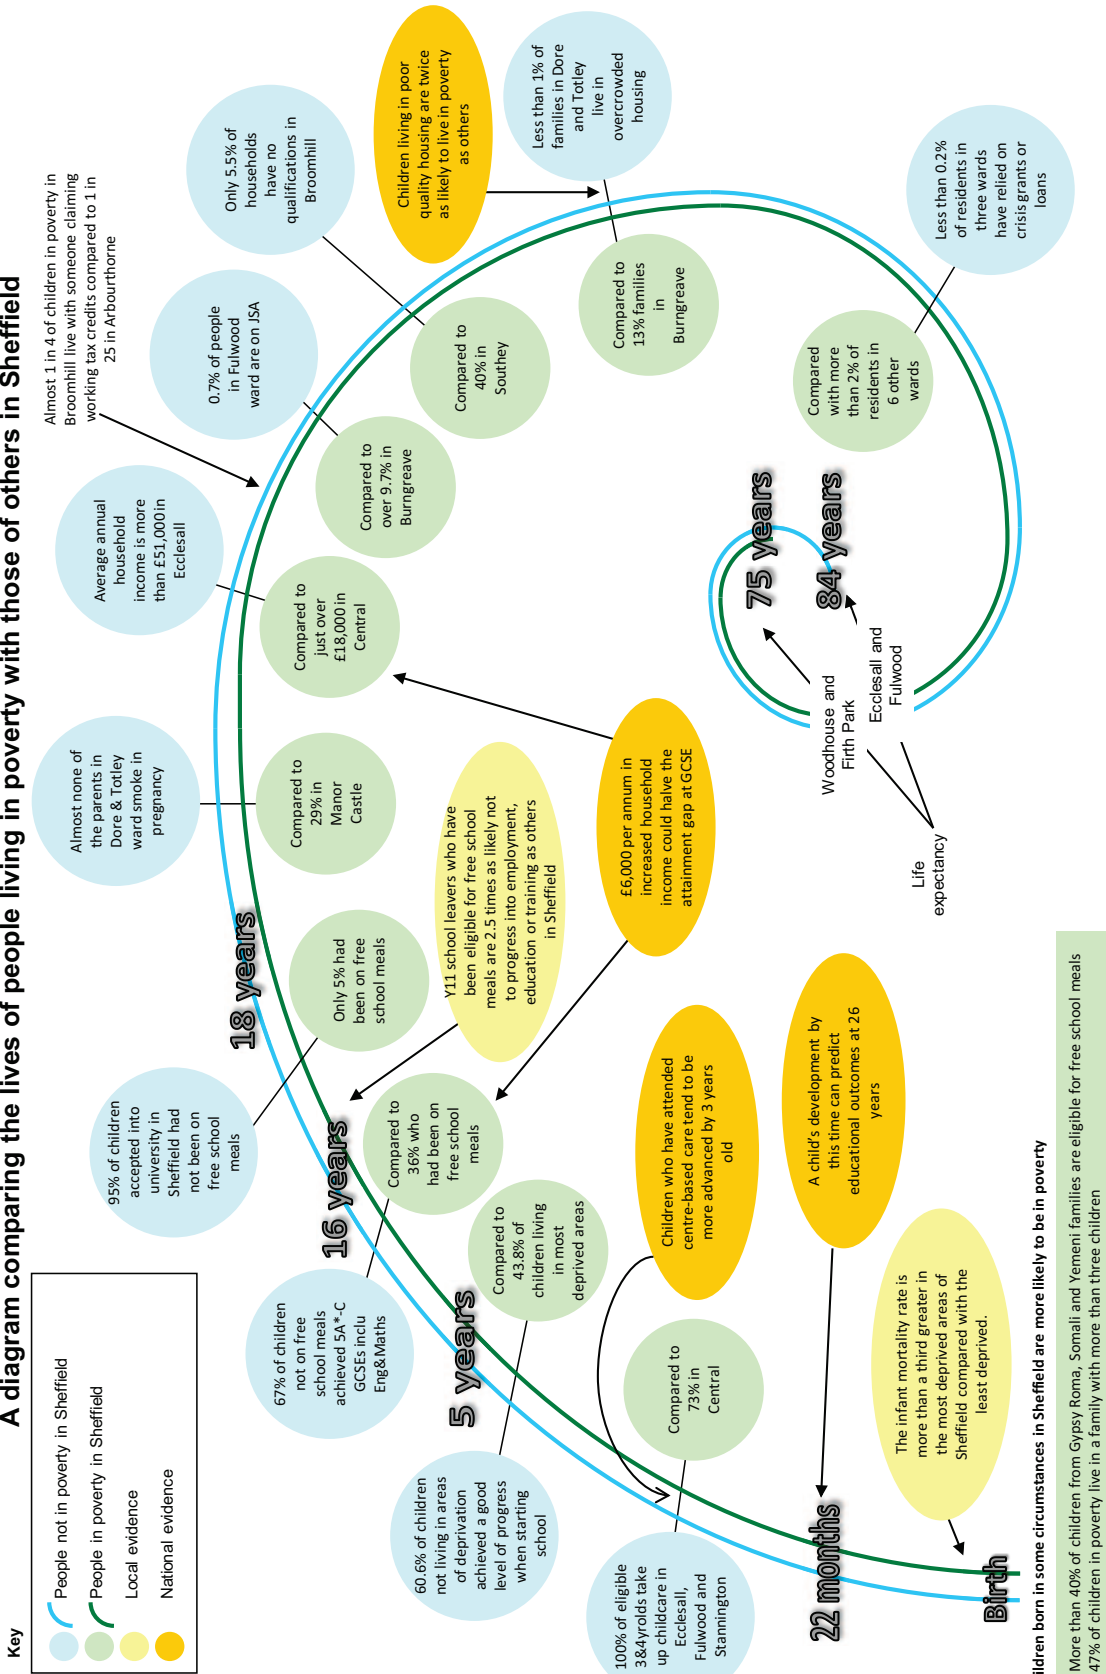 A diagram comparing the lives of people living in poverty with those of others in Sheffield
Key
People not in poverty in Sheffield
People in poverty in Sheffield
Local evidence
National evidence
95% of children
accepted into
university in
Sheffield had
not been on
free school
meals
Only 5% had
been on free
school meals
18 years
Almost none of
the parents in
Dore & Totley
ward smoke in
pregnancy
Compared to
29% in
Manor
Castle
Average annual
household
income is more
than £51,000 in
Ecclesall
Compared to
just over
£18,000 in
Central
Almost 1 in 4 of children in poverty in
Broomhill live with someone claiming
working tax credits compared to 1 in
25 in Arbourthorne
0.7% of people
in Fulwood
ward are on JSA
Compared to
over 9.7% in
Burngreave
Only 5.5% of
households
have no
qualifications in
Broomhill
Compared to
40% in
Southey
Children living in poor
quality housing are twice
as likely to live in poverty
as others
Less than 1% of
families in Dore
and Totley
live in
overcrowded
housing
Compared to
13% families
in
Burngreave
67% of children
not on free
school meals
achieved 5A*-C
GCSEs inclu
Eng&Maths
16 years
Compared to
36% who
had been on
free school
meals
Y11 school leavers who have
been eligible for free school
meals are 2.5 times as likely not
to progress into employment,
education or training as others
in Sheffield
£6,000 per annum in
increased household
income could halve the
attainment gap at GCSE
60.6% of children
not living in areas
of deprivation
achieved a good
level of progress
when starting
school
5 years
Compared to
43.8% of
children living
in most
deprived areas
100% of eligible
3&4yrolds take
up childcare in
Ecclesall,
Fulwood and
Stannington
Compared to
73% in
Central
Children who have attended
centre-based care tend to be
more advanced by 3 years
old
22 months
A child's development by
this time can predict
educational outcomes at 26
years
Birth
The infant mortality rate is
more than a third greater in
the most deprived areas of
Sheffield compared with the
least deprived.
Life
expectancy
Woodhouse and
Firth Park
Ecclesall and
Fulwood
75 years
84 years
Compared
with more
than 2% of
residents in
6 other
wards
Less than 0.2%
of residents in
three wards
have relied on
crisis grants or
loans
ildren born in some circumstances in Sheffield are more likely to be in poverty
More than 40% of children from Gypsy Roma, Somali and Yemeni families are eligible for free school meals
47% of children in poverty live in a family with more than three children